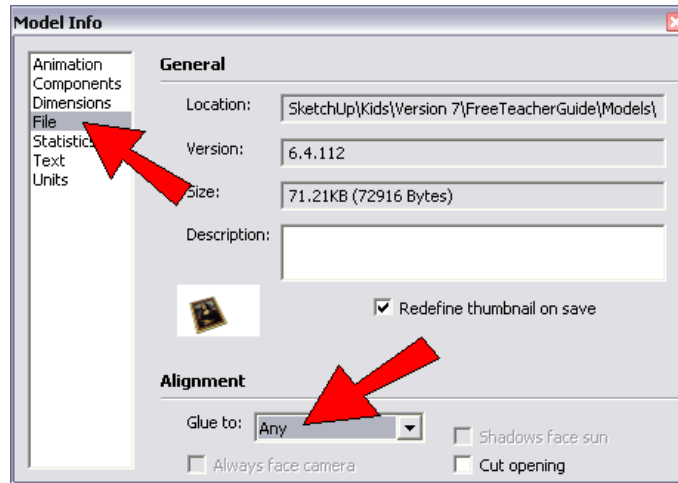 Model Info
Animation
Components
Dimensions
File
Statistics
Text
Units
General
Location: SketchUp\Kids\Version 7\FreeTeacherGuide\Models\
Version: 6.4.112
Size: 71.21KB (72916 Bytes)
Description:
Redefine thumbnail on save
Alignment
Glue to: Any
Shadows face sun
Always face camera
Cut opening